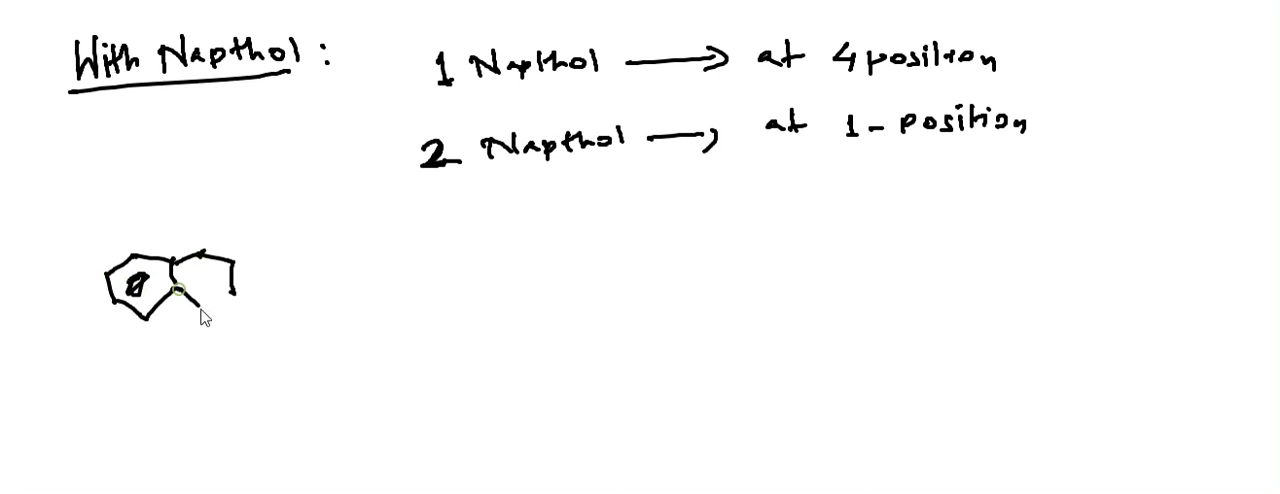 With Napthol :
1 Napthol → at 4 position
2 Napthol → at 1 - position